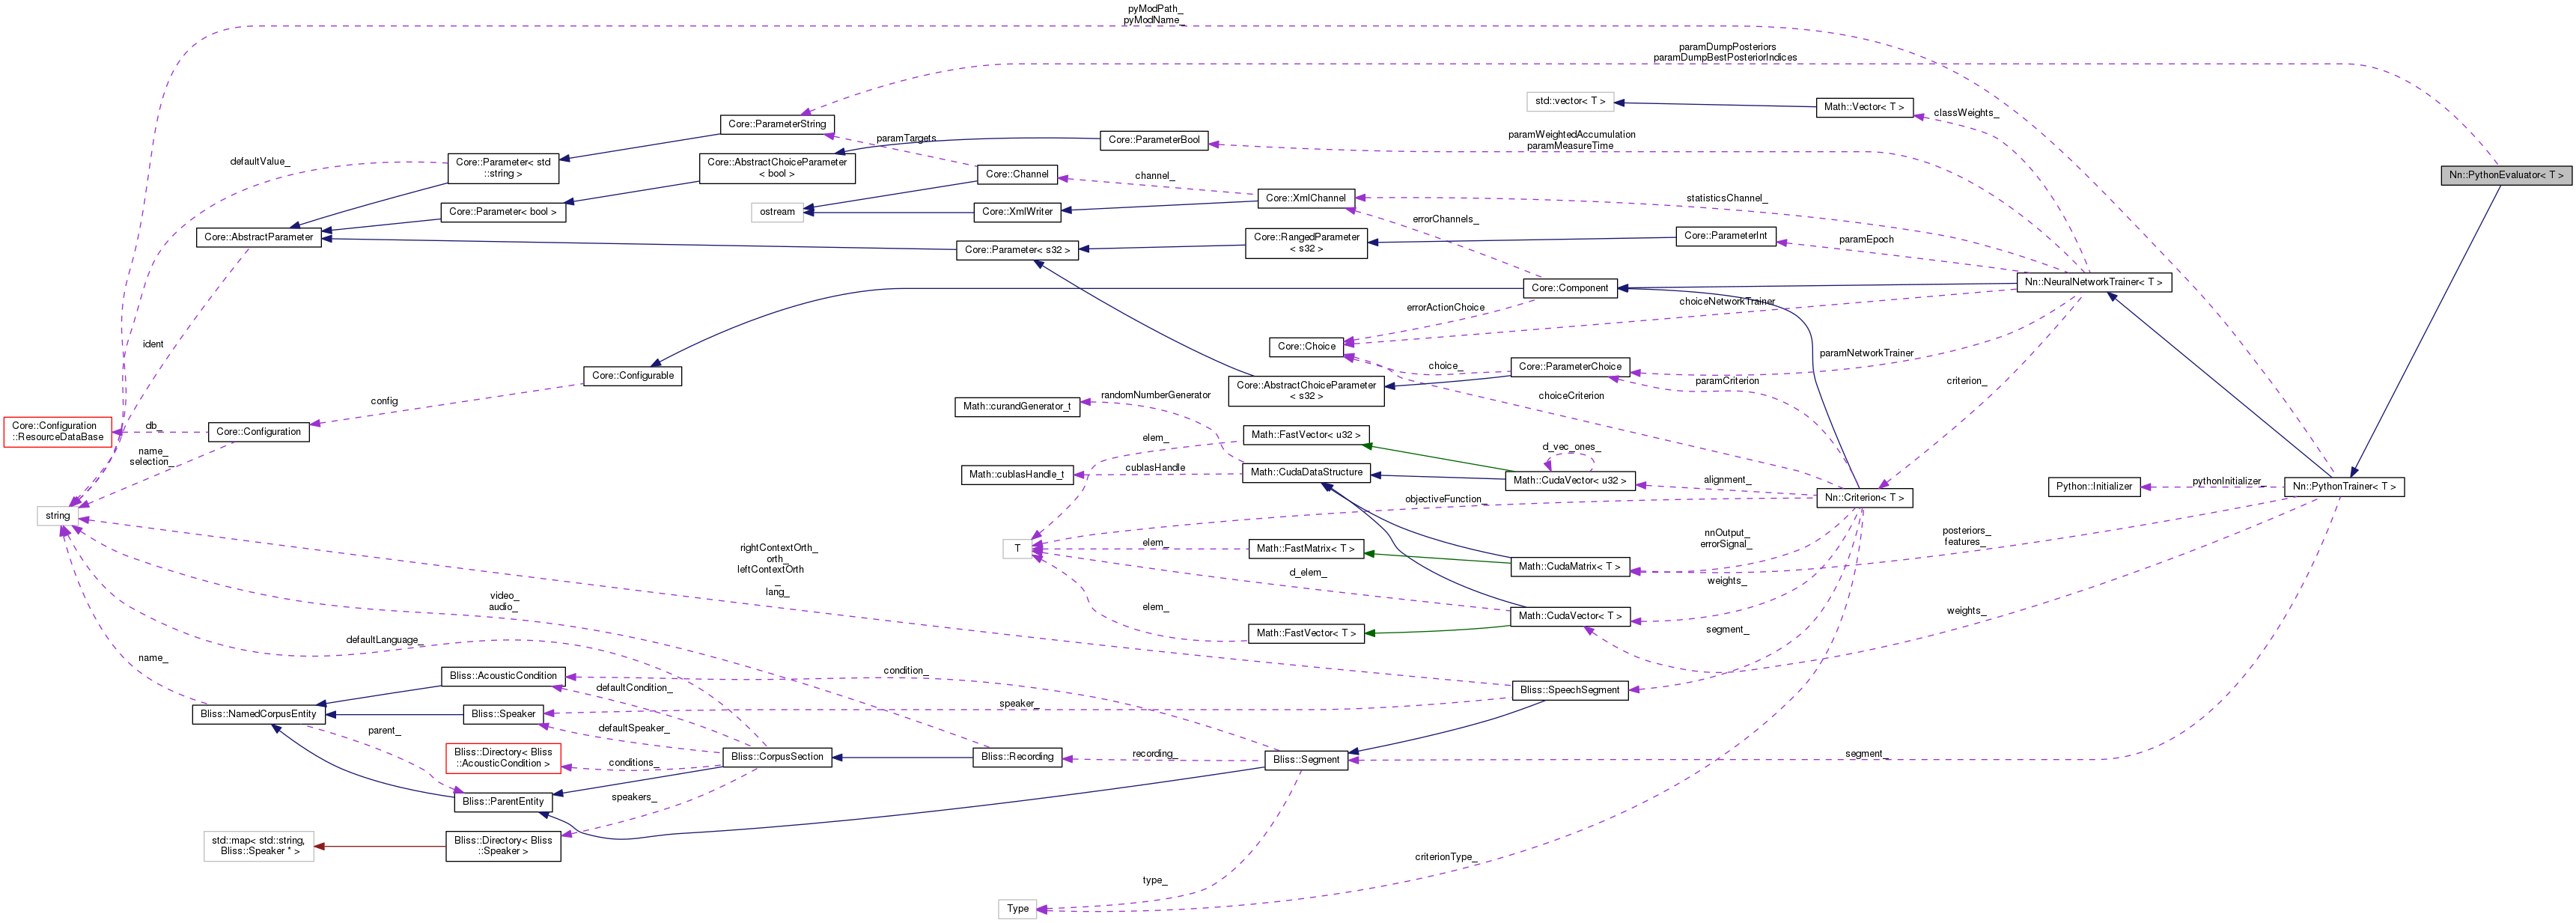 pyModPath_
pyModName_
paramDumpPosteriors
paramDumpBestPosteriorIndices
std::vector< T >
Math::Vector< T >
classWeights_
Core::ParameterString
paramTargets
Core::ParameterBool
paramWeightedAccumulation
paramMeasureTime
defaultValue_
Core::Parameter< std
::string >
Core::AbstractChoiceParameter
< bool >
Core::Channel
channel_
Nn::PythonEvaluator< T >
Core::Parameter< bool >
ostream
Core::XmlWriter
Core::XmlChannel
statisticsChannel_
errorChannels_
Core::AbstractParameter
Core::Parameter< s32 >
Core::RangedParameter
< s32 >
Core::ParameterInt
paramEpoch
Core::Component
Nn::NeuralNetworkTrainer< T >
errorActionChoice
choiceNetworkTrainer
ident
Core::Choice
paramNetworkTrainer
Core::Configurable
choice_
Core::ParameterChoice
Core::AbstractChoiceParameter
< s32 >
paramCriterion
criterion_
config
Math::curandGenerator_t
randomNumberGenerator
choiceCriterion
Core::Configuration
::ResourceDataBase
db_
Core::Configuration
name_
selection_
elem_
Math::FastVector< u32 >
d_vec_ones_
Math::cublasHandle_t
cublasHandle
Math::CudaDataStructure
Math::CudaVector< u32 >
alignment_
Nn::Criterion< T >
Python::Initializer
pythonInitializer_
Nn::PythonTrainer< T >
string
objectiveFunction_
nnOutput_
errorSignal_
posteriors_
features_
T
elem_
Math::FastMatrix< T >
Math::CudaMatrix< T >
rightContextOrth_
orth_
leftContextOrth
_
lang_
d_elem_
weights_
video_
audio_
elem_
Math::FastVector< T >
Math::CudaVector< T >
weights_
segment_
defaultLanguage_
name_
Bliss::AcousticCondition
defaultCondition_
condition_
Bliss::SpeechSegment
Bliss::NamedCorpusEntity
Bliss::Speaker
speaker_
parent_
defaultSpeaker_
Bliss::Directory< Bliss
::AcousticCondition >
conditions_
Bliss::CorpusSection
Bliss::Recording
recording_
Bliss::Segment
segment_
Bliss::ParentEntity
speakers_
std::map< std::string,
Bliss::Speaker * >
Bliss::Directory< Bliss
::Speaker >
criterionType_
type_
Type